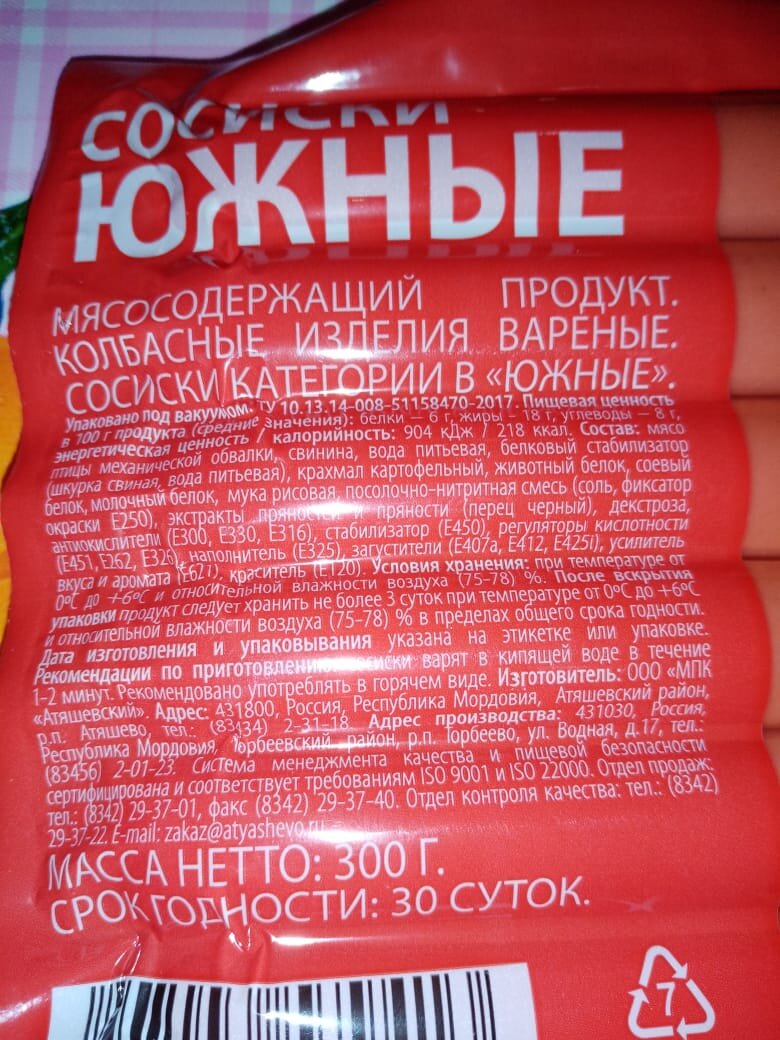 СОСИСКИ
ЮЖНЫЕ
МЯСОСОДЕРЖАЩИЙ ПРОДУКТ.
КОЛБАСНЫЕ ИЗДЕЛИЯ ВАРЕНЫЕ.
СОСИСКИ КАТЕГОРИИ В «ЮЖНЫЕ».
Упаковано под вакуумом. ТУ 10.13.14-008-51158470-2017. Пищевая ценность
в 100 г продукта (средние значения): белки – 6 г, жиры – 18 г, углеводы – 8 г,
энергетическая ценность / калорийность: 904 кДж / 218 ккал. Состав: мясо
птицы механической обвалки, свинина, вода питьевая, белковый стабилизатор
(шкурка свиная, вода питьевая), крахмал картофельный, животный белок, соевый
белок, молочный белок, мука рисовая, посолочно-нитритная смесь (соль, фиксатор
окраски Е250), экстракты пряностей и пряности (перец черный), декстроза,
антиокислители (Е300, Е330, Е316), стабилизатор (Е450), регуляторы кислотности
(Е451, Е262, Е326), наполнитель (Е325), загустители (Е407а, Е412, Е425i), усилитель
вкуса и аромата (Е621), краситель (Е120). Условия хранения: при температуре от
0°С до +6°С и относительной влажности воздуха (75-78) %. После вскрытия
упаковки продукт следует хранить не более 3 суток при температуре от 0°С до +6°С
и относительной влажности воздуха (75-78) % в пределах общего срока годности.
Дата изготовления и упаковывания указана на этикетке или упаковке.
Рекомендации по приготовлению: сосиски варят в кипящей воде в течение
1-2 минут. Рекомендовано употреблять в горячем виде. Изготовитель: ООО «МПК
«Атяшевский». Адрес: 431800, Россия, Республика Мордовия, Атяшевский район,
р.п. Атяшево, тел.: (83434) 2-31-18. Адрес производства: 431030, Россия,
Республика Мордовия, Торбеевский район, р.п. Торбеево, ул. Водная, д.17, тел.:
(83456) 2-01-23. Система менеджмента качества и пищевой безопасности
сертифицирована и соответствует требованиям ISO 9001 и ISO 22000. Отдел продаж:
тел.: (8342) 29-37-01, факс (8342) 29-37-40. Отдел контроля качества: тел.: (8342)
29-37-22. E-mail: zakaz@atyashevo.ru
МАССА НЕТТО: 300 Г.
СРОК ГОДНОСТИ: 30 СУТОК.
7